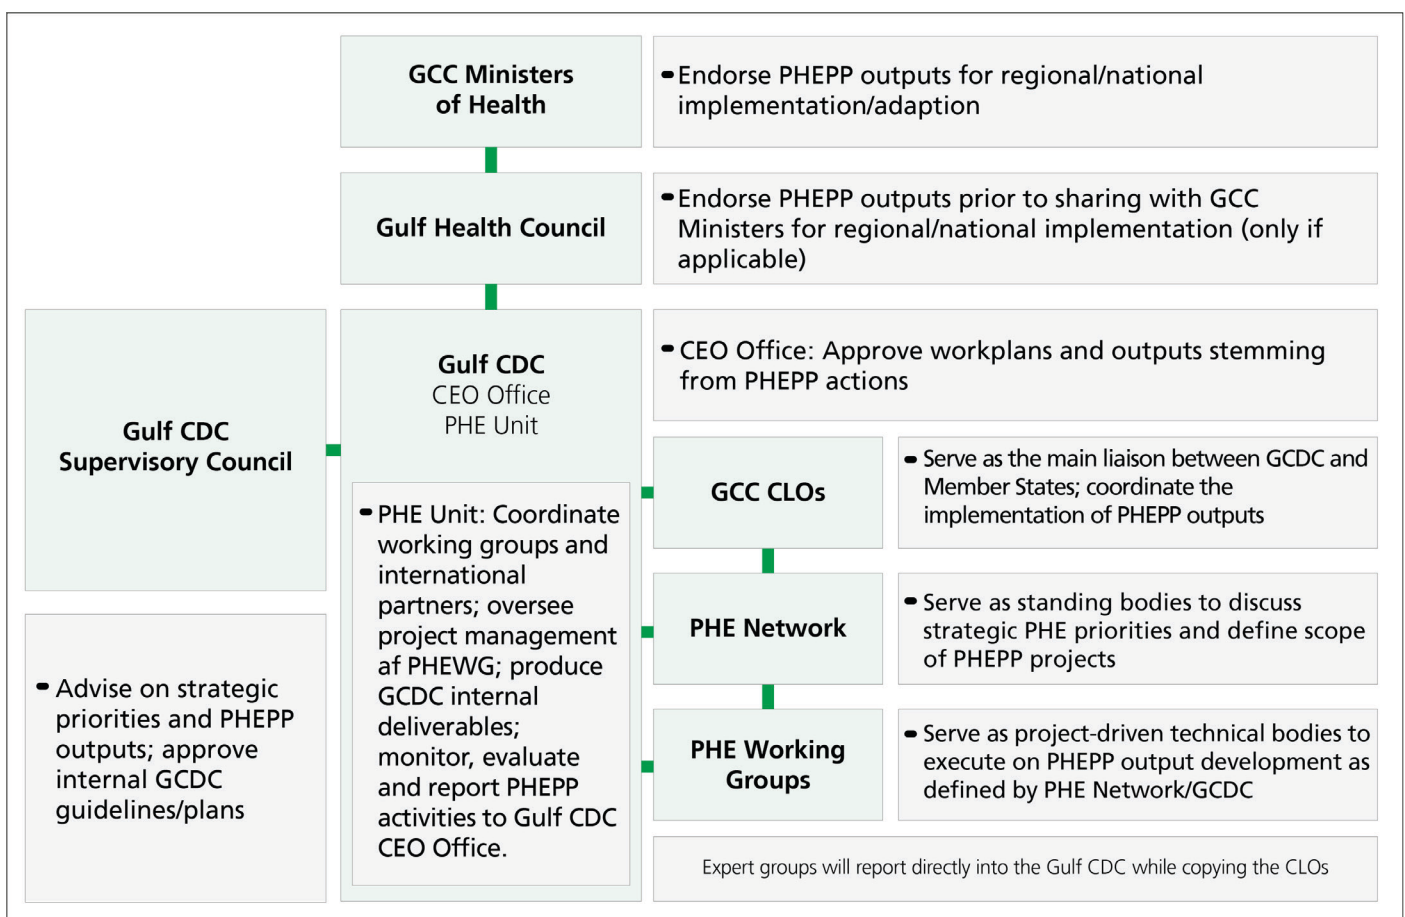 GCC Ministers
of Health
- Endorse PHEPP outputs for regional/national
implementation/adaption
Gulf Health Council
- Endorse PHEPP outputs prior to sharing with GCC
Ministers for regional/national implementation (only if
applicable)
Gulf CDC
Supervisory Council
- Advise on strategic
priorities and PHEPP
outputs; approve
internal GCDC
guidelines/plans
Gulf CDC
CEO Office
PHE Unit
- PHE Unit: Coordinate
working groups and
international
partners; oversee
project management
af PHEWG; produce
GCDC internal
deliverables;
monitor, evaluate
and report PHEPP
activities to Gulf CDC
CEO Office.
- CEO Office: Approve workplans and outputs stemming
from PHEPP actions
GCC CLOs
- Serve as the main liaison between GCDC and
Member States; coordinate the
implementation of PHEPP outputs
PHE Network
- Serve as standing bodies to discuss
strategic PHE priorities and define scope
of PHEPP projects
PHE Working
Groups
- Serve as project-driven technical bodies to
execute on PHEPP output development as
defined by PHE Network/GCDC
Expert groups will report directly into the Gulf CDC while copying the CLOs